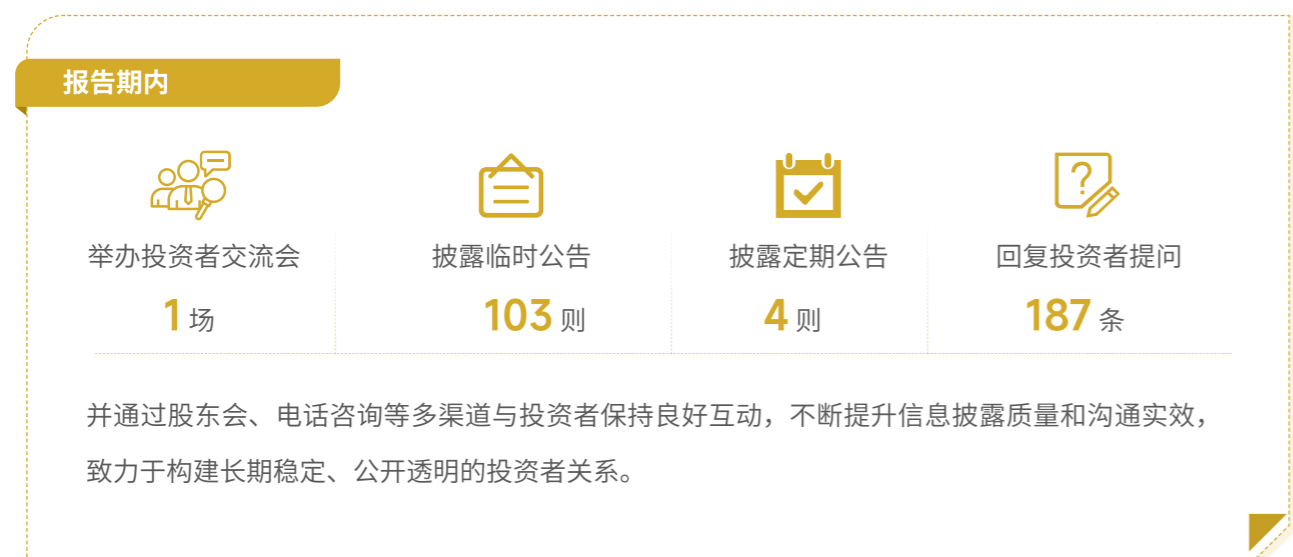 报告期内
举办投资者交流会
披露临时公告
披露定期公告
回复投资者提问
1 场
103 则
4 则
187 条
并通过股东会、电话咨询等多渠道与投资者保持良好互动，不断提升信息披露质量和沟通实效，
致力于构建长期稳定、公开透明的投资者关系。